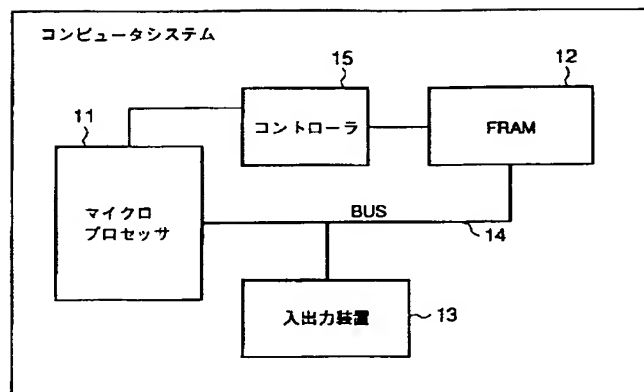 コンピュータシステム
15
12
11
コントローラ
FRAM
マイクロ
プロセッサ
BUS
14
入出力装置
13